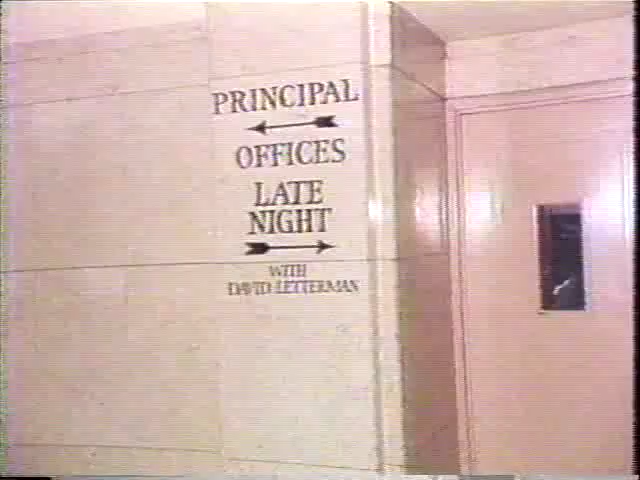 PRINCIPAL
OFFICES
LATE
NIGHT
WITH
DAVID LETTERMAN